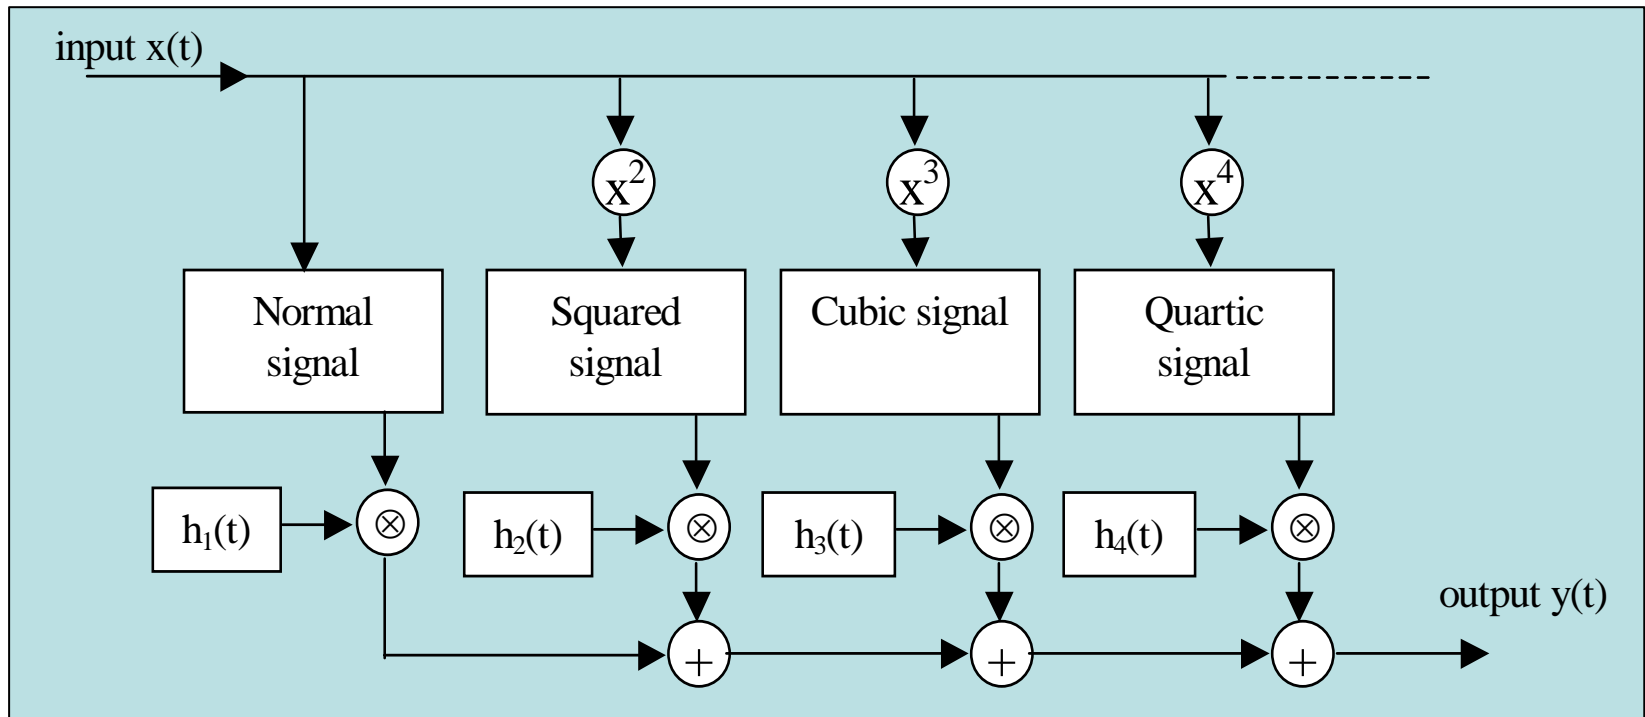 input x(t)
x²
x³
x⁴
Normal
signal
Squared
signal
Cubic signal
Quartic
signal
h₁(t)
⊗
h₂(t)
⊗
h₃(t)
⊗
h₄(t)
⊗
output y(t)
+
+
+